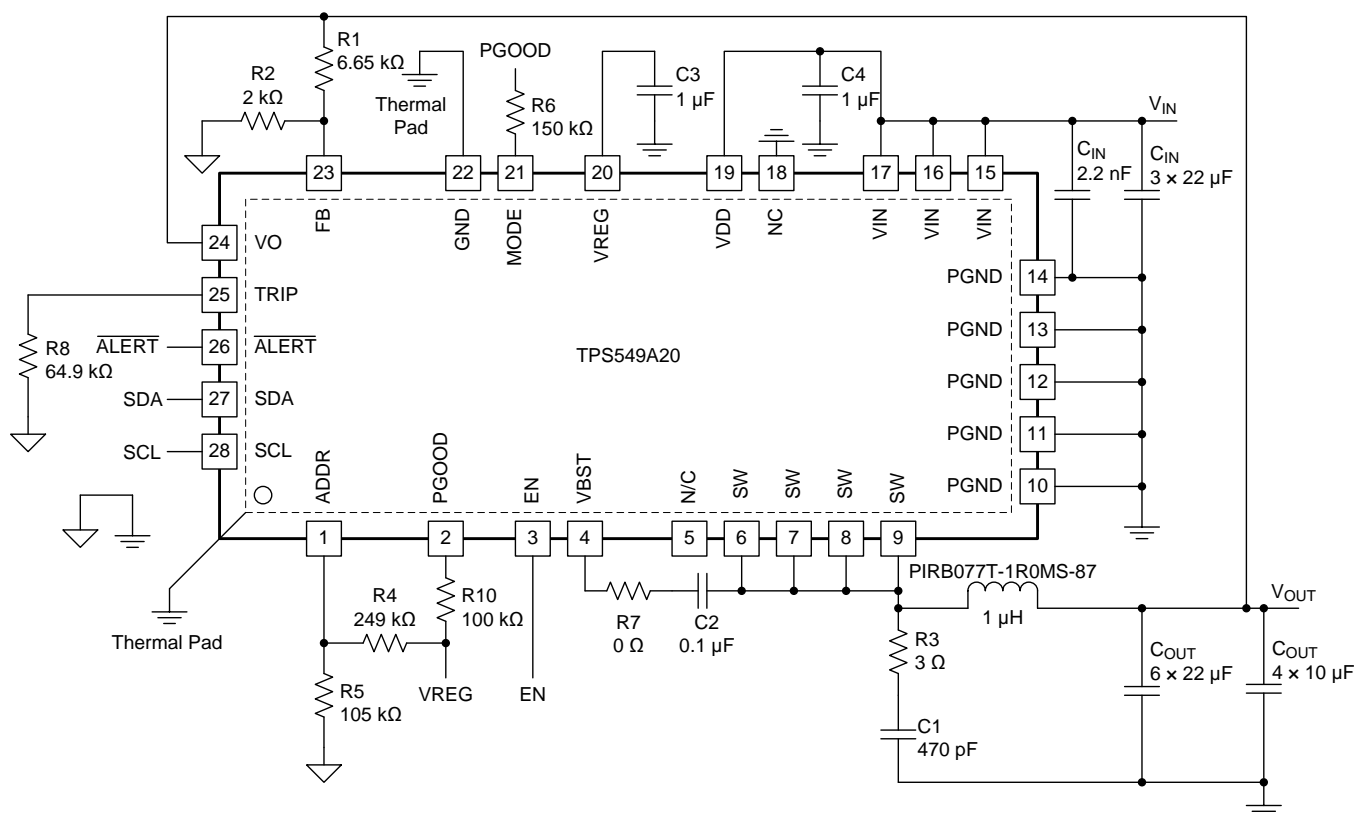 R1
6.65 kΩ
R2
2 kΩ
Thermal
Pad
PGOOD
R6
150 kΩ
C3
1 µF
C4
1 µF
VIN
CIN
2.2 nF
CIN
3 × 22 µF
23
22
21
20
19
18
17
16
15
FB
GND
MODE
VREG
VDD
NC
VIN
VIN
VIN
24
VO
25
TRIP
ALERT
26
ALERT
SDA
27
SDA
SCL
28
SCL
R8
64.9 kΩ
TPS549A20
PGND
14
PGND
13
PGND
12
PGND
11
PGND
10
ADDR
PGOOD
EN
VBST
N/C
SW
SW
SW
SW
1
2
3
4
5
6
7
8
9
Thermal Pad
R4
249 kΩ
R10
100 kΩ
R5
105 kΩ
VREG
EN
R7
0 Ω
C2
0.1 µF
PIRB077T-1R0MS-87
1 µH
VOUT
R3
3 Ω
C1
470 pF
COUT
6 × 22 µF
COUT
4 × 10 µF